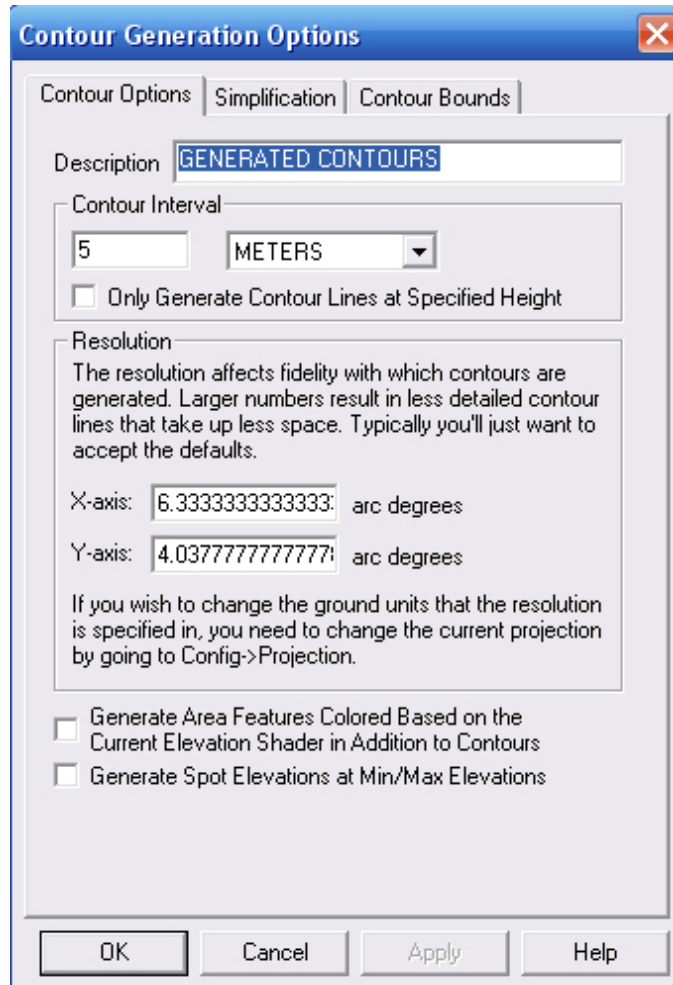 Contour Generation Options
Contour Options Simplification Contour Bounds
Description GENERATED CONTOURS
Contour Interval
5 METERS
Only Generate Contour Lines at Specified Height
Resolution
The resolution affects fidelity with which contours are
generated. Larger numbers result in less detailed contour
lines that take up less space. Typically you'll just want to
accept the defaults.
X-axis: 6.3333333333333 arc degrees
Y-axis: 4.0377777777777 arc degrees
If you wish to change the ground units that the resolution
is specified in, you need to change the current projection
by going to Config->Projection.
Generate Area Features Colored Based on the
Current Elevation Shader in Addition to Contours
Generate Spot Elevations at Min/Max Elevations
OK Cancel Apply Help